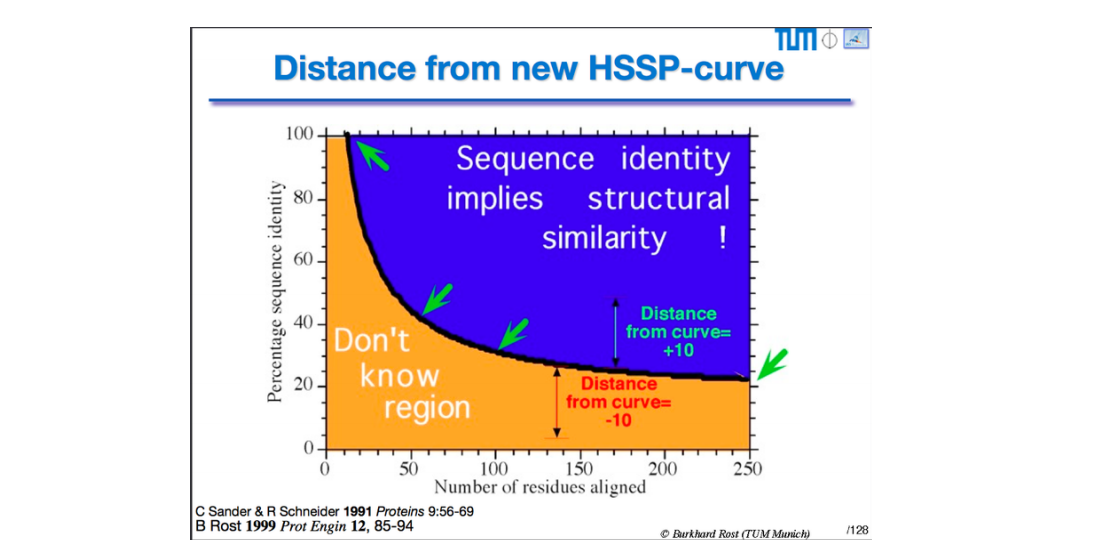 TUM
Distance from new HSSP-curve
100
80
60
40
20
0
Percentage sequence identity
Sequence identity
implies structural
similarity !
Distance
from curve=
+10
Don't
know
region
Distance
from curve=
-10
0 50 100 150 200 250
Number of residues aligned
C Sander & R Schneider 1991 Proteins 9:56-69
B Rost 1999 Prot Engin 12, 85-94
© Burkhard Rost (TUM Munich)
/128